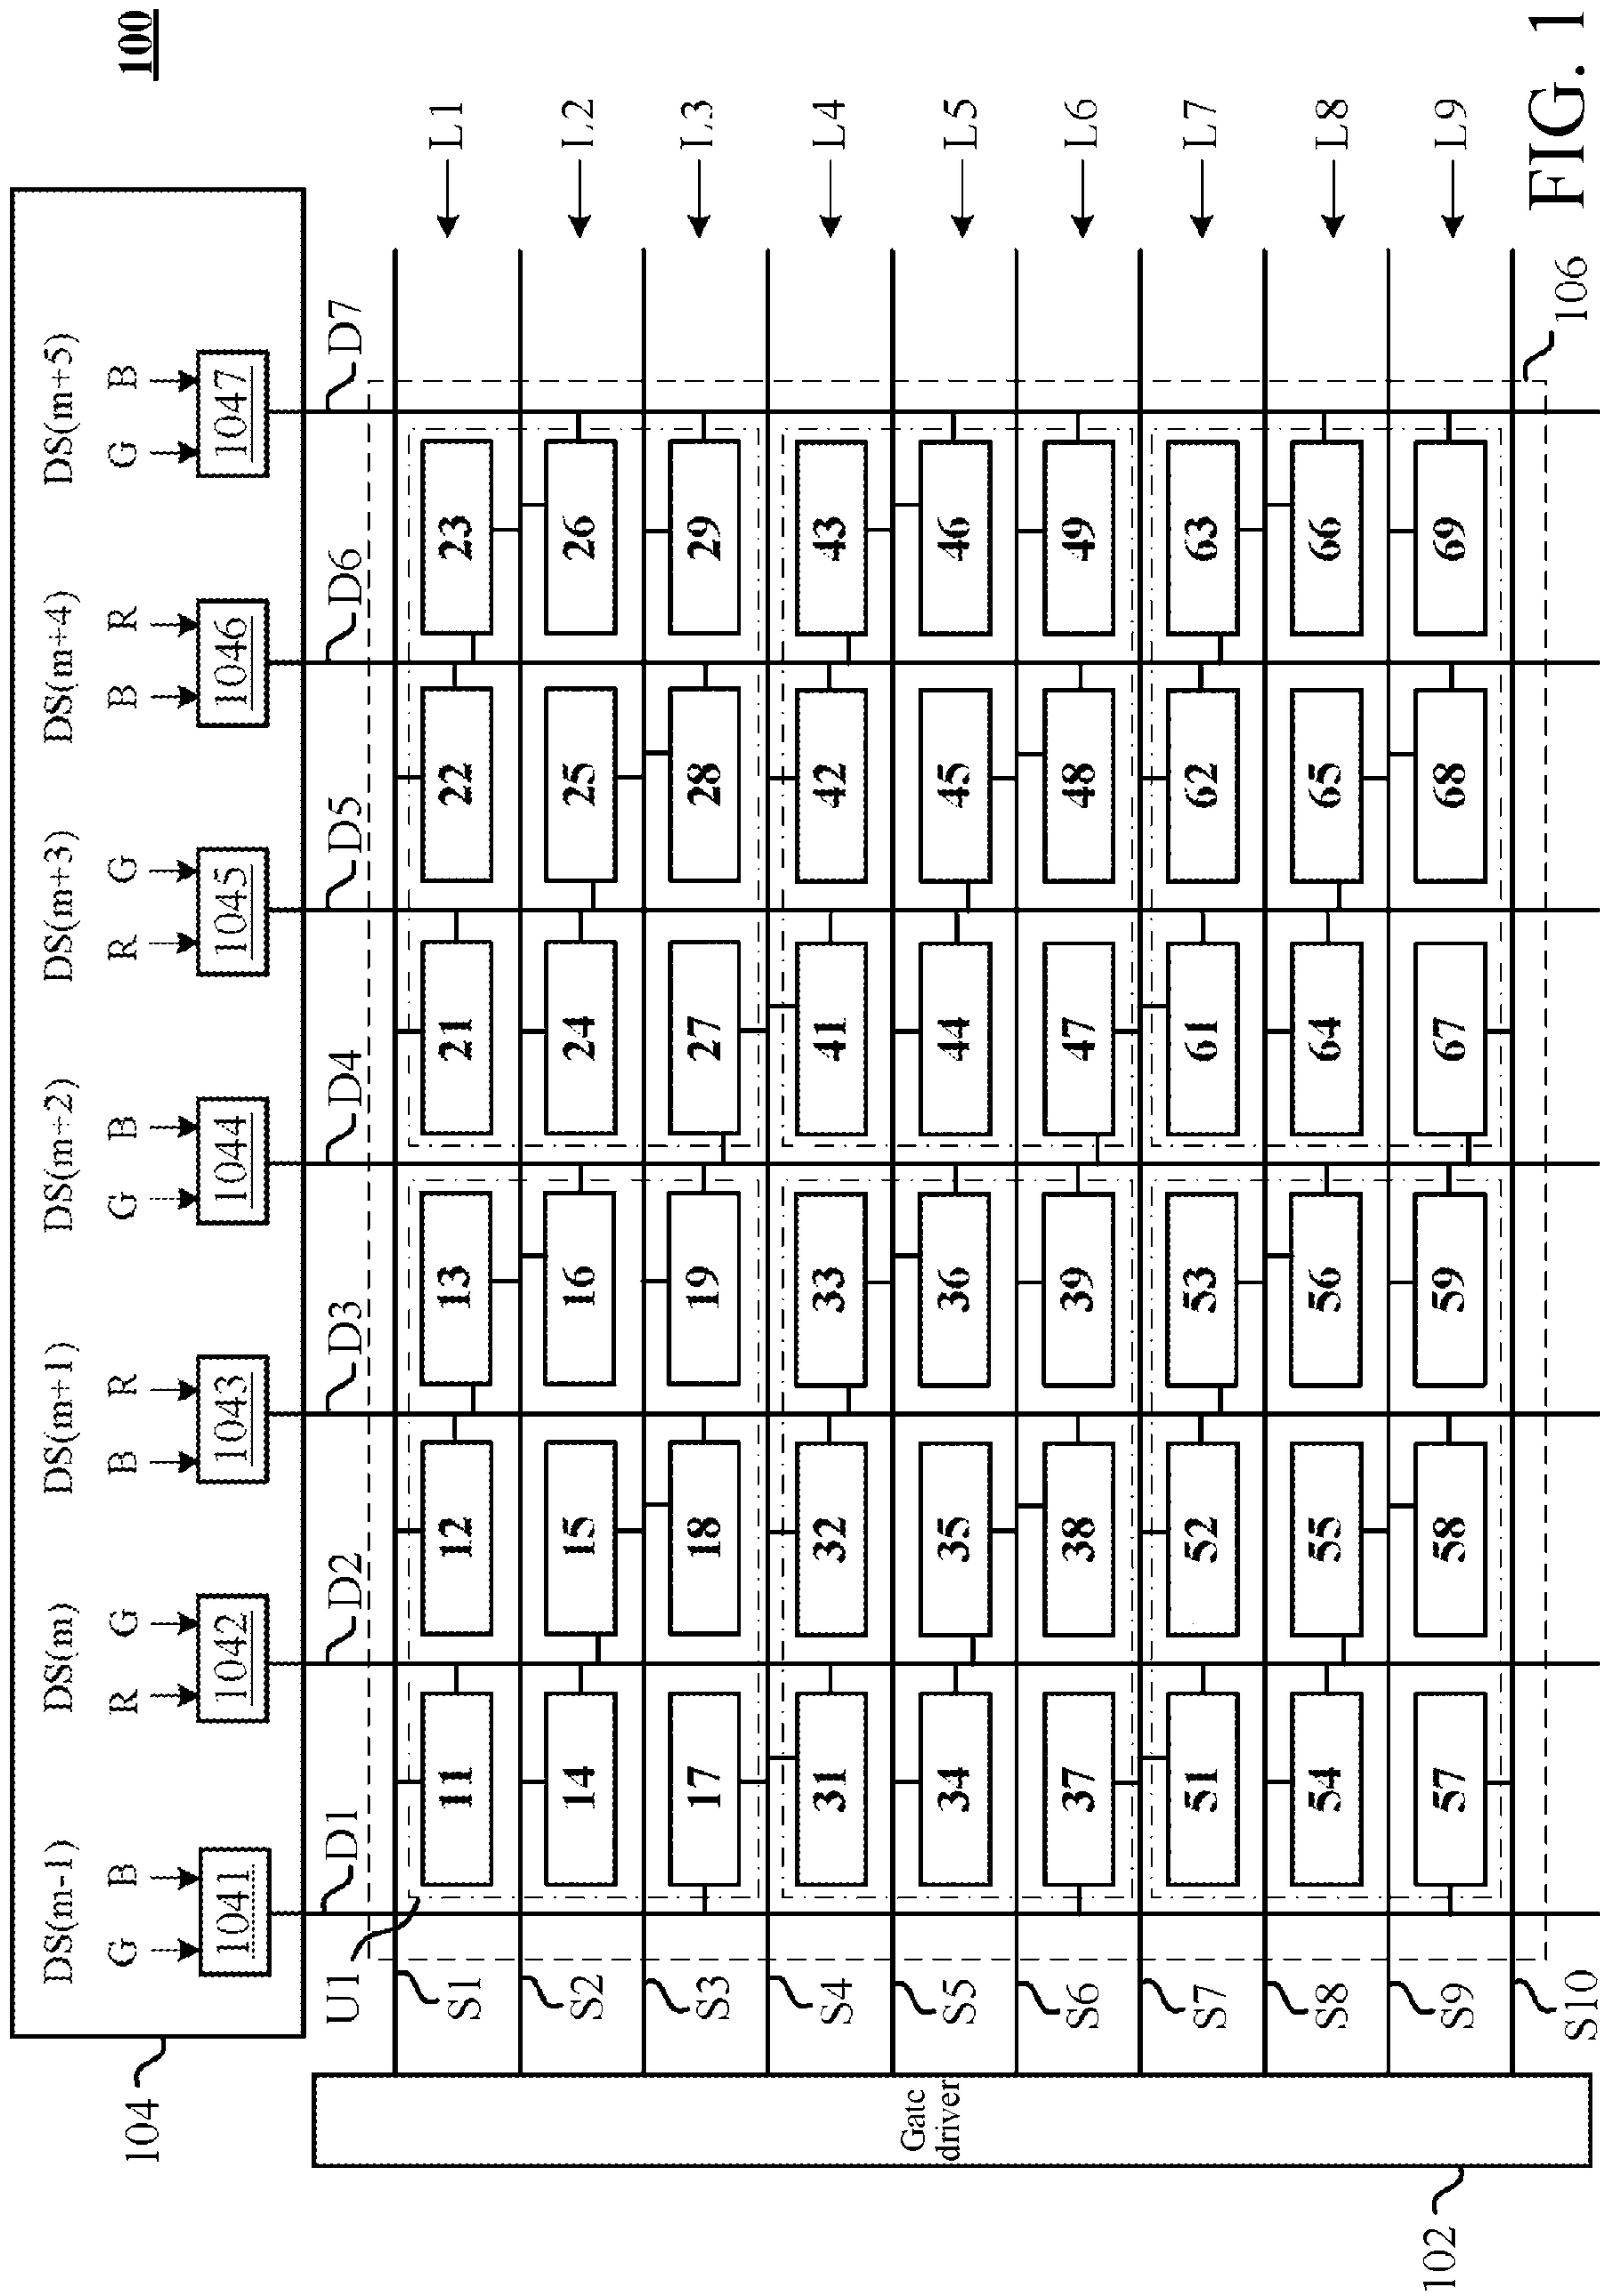 100
104
DS(m-1) DS(m) DS(m+1) DS(m+2) DS(m+3) DS(m+4) DS(m+5)
G B R G B R G B R G B R G B
1041 1042 1043 1044 1045 1046 1047
U1 D1 D2 D3 D4 D5 D6 D7
S1 11 12 13 21 22 23 L1
S2 14 15 16 24 25 26 L2
S3 17 18 19 27 28 29 L3
S4 31 32 33 41 42 43 L4
S5 34 35 36 44 45 46 L5
S6 37 38 39 47 48 49 L6
S7 51 52 53 61 62 63 L7
S8 54 55 56 64 65 66 L8
S9 57 58 59 67 68 69 L9
S10
Gate
driver
102
106
FIG. 1